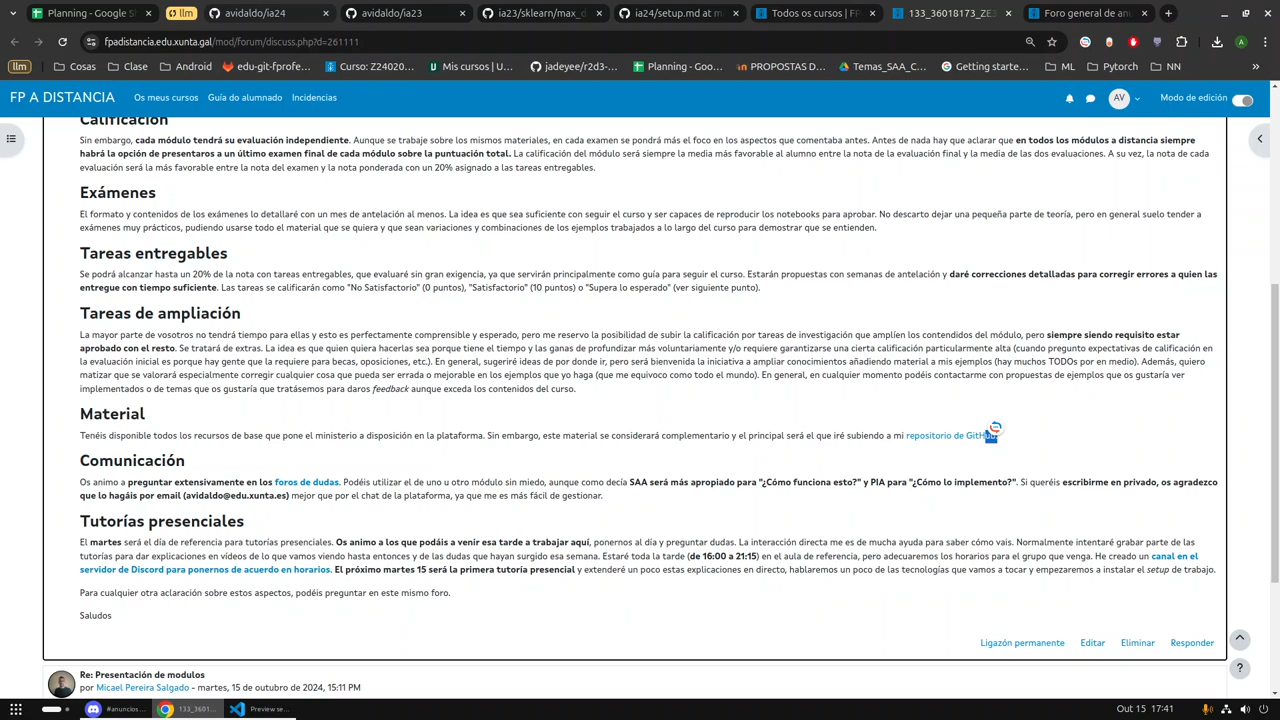 Planning - Google S
llm
avidaldo/ia24
avidaldo/ia23
ia23/sklearn/max_d
ia24/setup.md at m
Todos os cursos | FP
133_36018173_ZE3
Foro general de anu
fpadistancia.edu.xunta.gal/mod/forum/discuss.php?d=261111
llm
Cosas
Clase
Android
edu-git-profe...
Curso: Z24020...
Mis cursos | U...
jadeyee/r2d3-...
Planning - Goo...
PROPOSTAS D...
Temas_SAA_C...
Getting starte...
ML
Pytorch
NN
FP A DISTANCIA
Os meus cursos
Guía do alumnado
Incidencias
AV
Modo de edición
Calificación
Sin embargo, cada módulo tendrá su evaluación independiente. Aunque se trabaje sobre los mismos materiales, en cada examen se pondrá más el foco en los aspectos que comentaba antes. Antes de nada hay que aclarar que en todos los módulos a distancia siempre
habrá la opción de presentaros a un último examen final de cada módulo sobre la puntuación total. La calificación del módulo será siempre la media más favorable al alumno entre la nota de la evaluación final y la media de las dos evaluaciones. A su vez, la nota de cada
evaluación será la más favorable entre la nota del examen y la nota ponderada con un 20% asignado a las tareas entregables.
Exámenes
El formato y contenidos de los exámenes lo detallaré con un mes de antelación al menos. La idea es que sea suficiente con seguir el curso y ser capaces de reproducir los notebooks para aprobar. No descarto dejar una pequeña parte de teoría, pero en general suelo tender a
exámenes muy prácticos, pudiendo usarse todo el material que se quiera y que sean variaciones y combinaciones de los ejemplos trabajados a lo largo del curso para demostrar que se entienden.
Tareas entregables
Se podrá alcanzar hasta un 20% de la nota con tareas entregables, que evaluaré sin gran exigencia, ya que servirán principalmente como guía para seguir el curso. Estarán propuestas con semanas de antelación y daré correcciones detalladas para corregir errores a quien las
entregue con tiempo suficiente. Las tareas se calificarán como "No Satisfactorio" (0 puntos), "Satisfactorio" (10 puntos) o "Supera lo esperado" (ver siguiente punto).
Tareas de ampliación
La mayor parte de vosotros no tendrá tiempo para ellas y esto es perfectamente comprensible y esperado, pero me reservo la posibilidad de subir la calificación por tareas de investigación que amplíen los contenidos del módulo, pero siempre siendo requisito estar
aprobado con el resto. Se tratará de extras. La idea es que quien quiera hacerlas sea porque tiene el tiempo y las ganas de profundizar más voluntariamente y/o requiere garantizarse una cierta calificación particularmente alta (cuando pregunto expectativas de calificación en
la evaluación inicial es porque hay gente que la requiere para becas, oposiciones, etc.). En general, sugeriré ideas de por donde ir, pero será bienvenida la iniciativa a ampliar conocimientos añadiendo material a mis ejemplos (hay muchos TODOs por en medio). Además, quiero
matizar que se valorará especialmente corregir cualquier cosa que pueda ser errada o mejorable en los ejemplos que yo haga (que me equivoco como todo el mundo). En general, en cualquier momento podéis contactarme con propuestas de ejemplos que os gustaría ver
implementados o de temas que os gustaría que tratásemos para daros feedback aunque exceda los contenidos del curso.
Material
Tenéis disponible todos los recursos de base que pone el ministerio a disposición en la plataforma. Sin embargo, este material se considerará complementario y el principal será el que iré subiendo a mi repositorio de GitHub
Comunicación
Os animo a preguntar extensivamente en los foros de dudas. Podéis utilizar el de uno u otro módulo sin miedo, aunque como decía SAA será más apropiado para "¿Cómo funciona esto?" y PIA para "¿Cómo lo implemento?". Si queréis escribirme en privado, os agradezco
que lo hagáis por email (avidaldo@edu.xunta.es) mejor que por el chat de la plataforma, ya que me es más fácil de gestionar.
Tutorías presenciales
El martes será el día de referencia para tutorías presenciales. Os animo a los que podáis a venir esa tarde a trabajar aquí, ponernos al día y preguntar dudas. La interacción directa me es de mucha ayuda para saber cómo vais. Normalmente intentaré grabar parte de las
tutorías para dar explicaciones en vídeos de lo que vamos viendo hasta entonces y de las dudas que hayan surgido esa semana. Estaré toda la tarde (de 16:00 a 21:15) en el aula de referencia, pero adecuaremos los horarios para el grupo que venga. He creado un canal en el
servidor de Discord para ponernos de acuerdo en horarios. El próximo martes 15 será la primera tutoría presencial y extenderé un poco estas explicaciones en directo, hablaremos un poco de las tecnologías que vamos a tocar y empezaremos a instalar el setup de trabajo.
Para cualquier otra aclaración sobre estos aspectos, podéis preguntar en este mismo foro.
Saludos
Ligazón permanente
Editar
Eliminar
Responder
Re: Presentación de modulos
por Micael Pereira Salgado - martes, 15 de outubro de 2024, 15:11 PM
#anuncios ...
133_3601...
Preview se...
Out 15 17:41